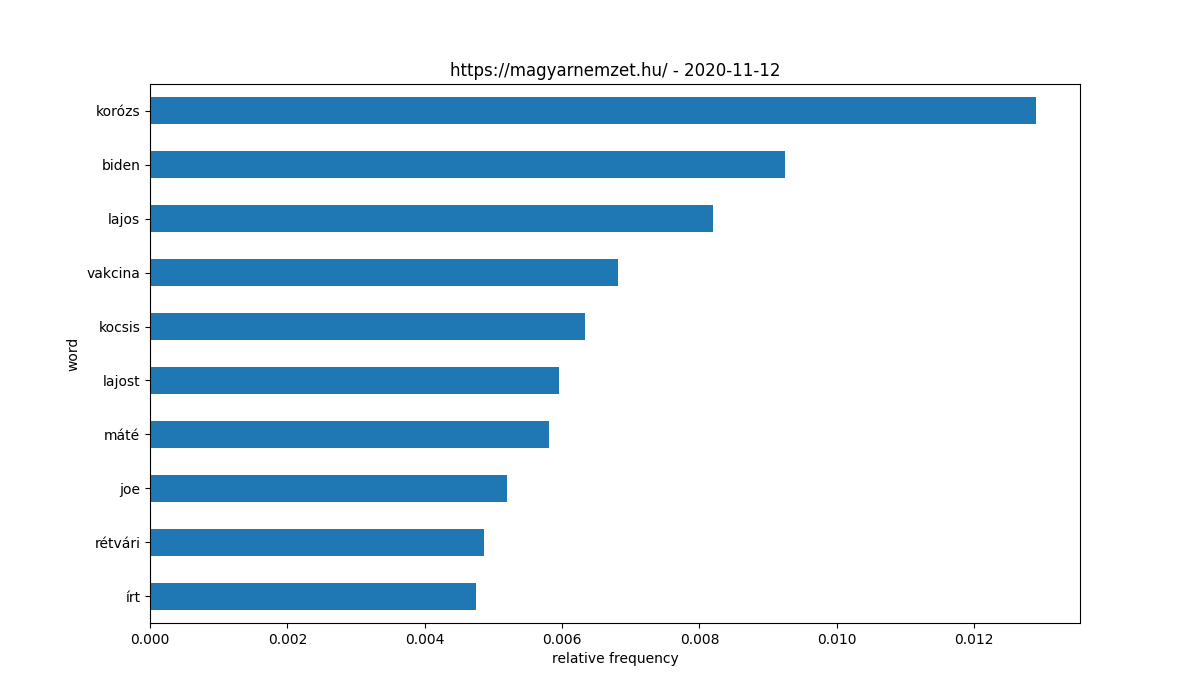 https://magyarnemzet.hu/ - 2020-11-12
korózs
biden
lajos
vakcina
kocsis
lajost
máté
joe
rétvári
írt
word
0.000 0.002 0.004 0.006 0.008 0.010 0.012
relative frequency